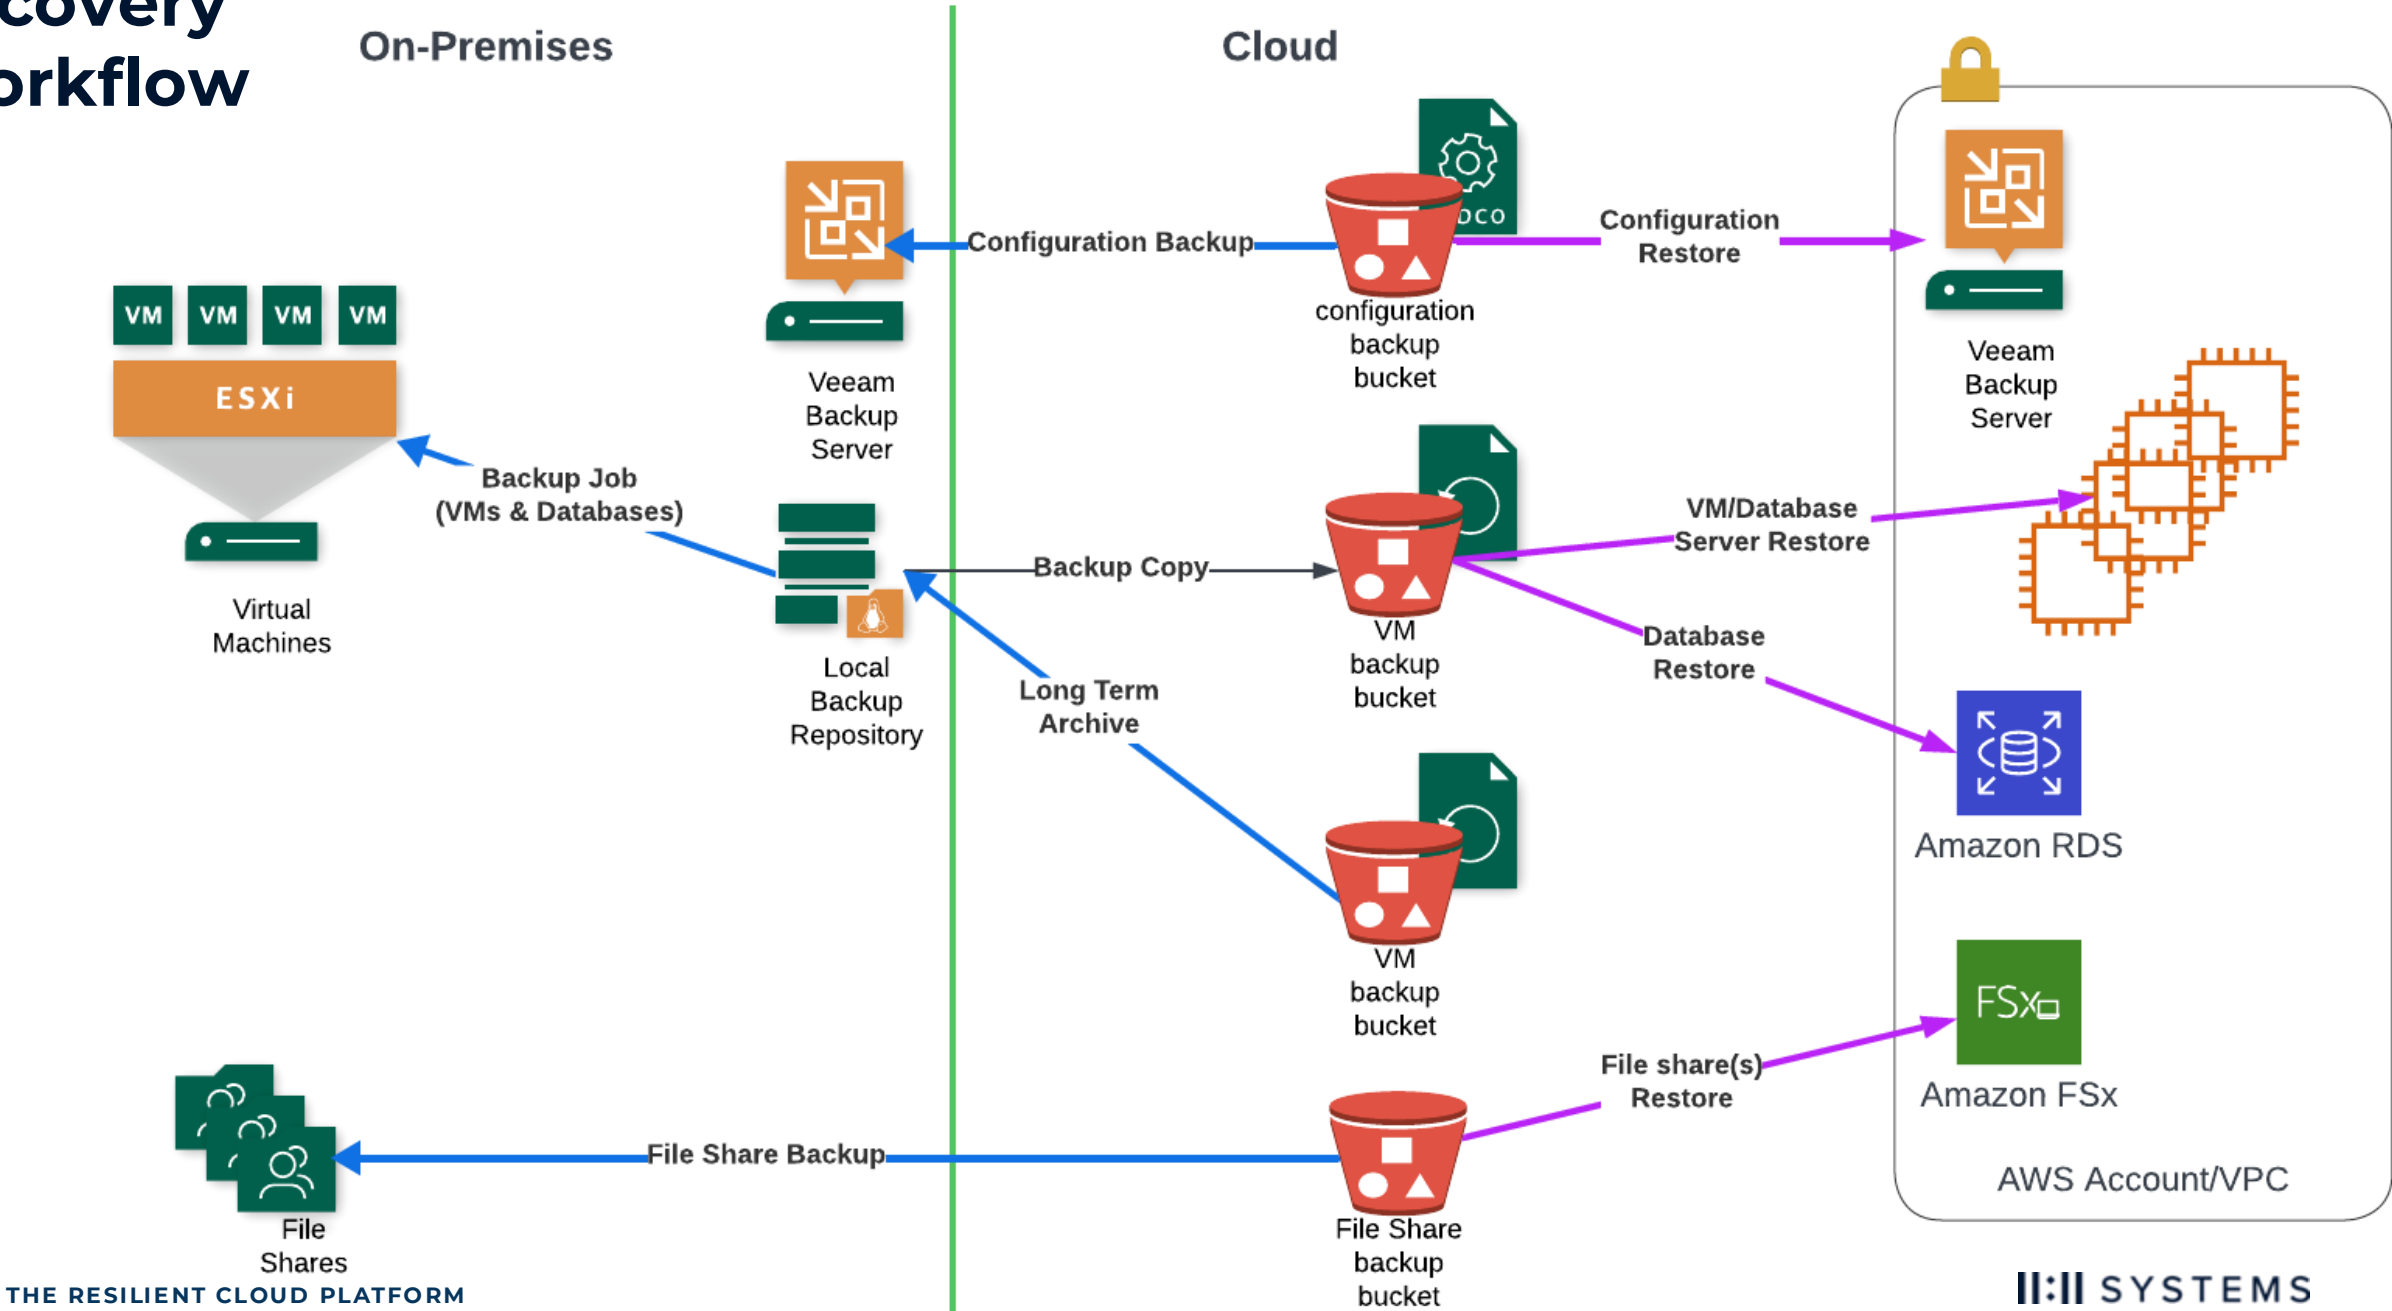 covery
orkflow
On-Premises
Cloud
VM VM VM VM
ESXi
Virtual
Machines
Backup Job
(VMs & Databases)
Veeam
Backup
Server
Local
Backup
Repository
Configuration Backup
Backup Copy
Long Term
Archive
configuration
backup
bucket
VM
backup
bucket
VM
backup
bucket
File Share Backup
File
Shares
File Share
backup
bucket
Configuration
Restore
VM/Database
Server Restore
Database
Restore
File share(s)
Restore
Veeam
Backup
Server
Amazon RDS
FSx
Amazon FSx
AWS Account/VPC
THE RESILIENT CLOUD PLATFORM
SYSTEMS